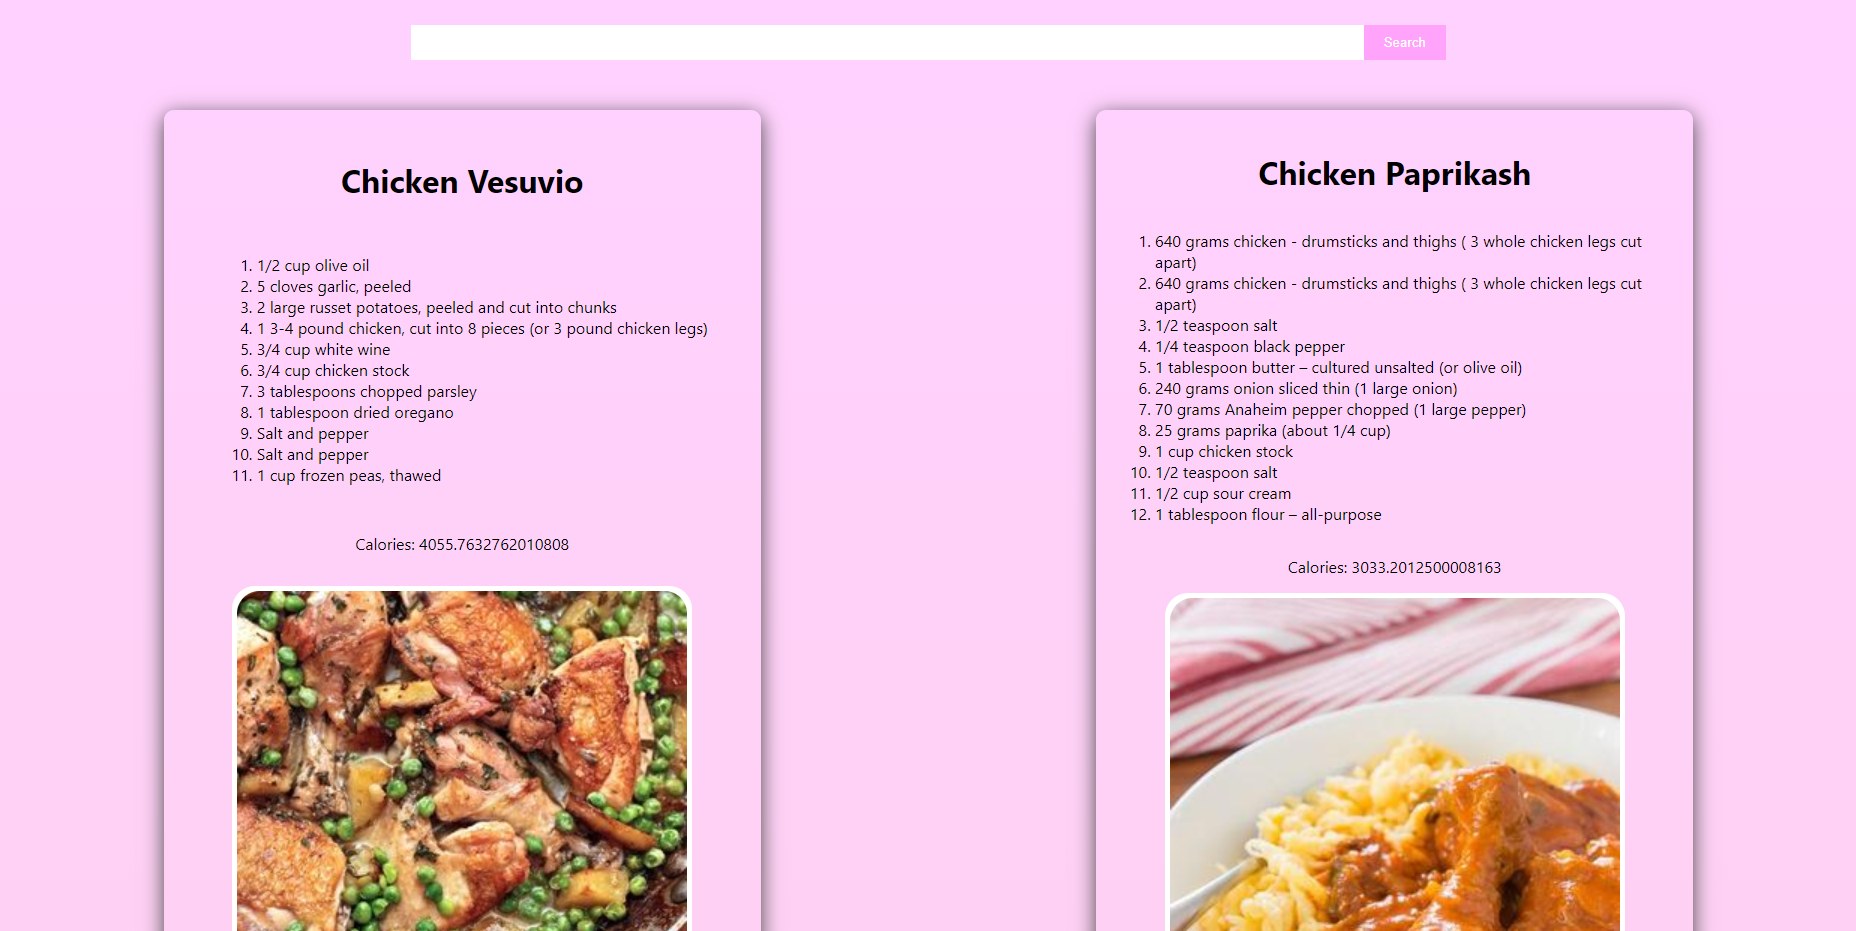 Search
Chicken Vesuvio
1. 1/2 cup olive oil
2. 5 cloves garlic, peeled
3. 2 large russet potatoes, peeled and cut into chunks
4. 1 3-4 pound chicken, cut into 8 pieces (or 3 pound chicken legs)
5. 3/4 cup white wine
6. 3/4 cup chicken stock
7. 3 tablespoons chopped parsley
8. 1 tablespoon dried oregano
9. Salt and pepper
10. Salt and pepper
11. 1 cup frozen peas, thawed
Calories: 4055.7632762010808
Chicken Paprikash
1. 640 grams chicken - drumsticks and thighs ( 3 whole chicken legs cut
apart)
2. 640 grams chicken - drumsticks and thighs ( 3 whole chicken legs cut
apart)
3. 1/2 teaspoon salt
4. 1/4 teaspoon black pepper
5. 1 tablespoon butter – cultured unsalted (or olive oil)
6. 240 grams onion sliced thin (1 large onion)
7. 70 grams Anaheim pepper chopped (1 large pepper)
8. 25 grams paprika (about 1/4 cup)
9. 1 cup chicken stock
10. 1/2 teaspoon salt
11. 1/2 cup sour cream
12. 1 tablespoon flour – all-purpose
Calories: 3033.2012500008163